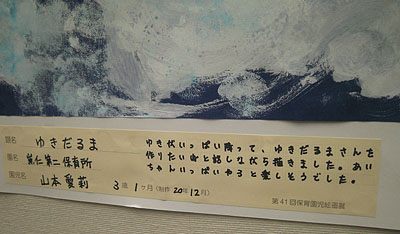 題名 ゆきだるま
園名 第二保育所
園児名 山本愛莉
3歳1ヶ月(制作20年12月)
ゆきがいっぱい降って、ゆきだるまさんを
作りたいなと話しながら描きました。あい
ちゃんいっぱいやると楽しそうでした。
第41回保育園児絵画展